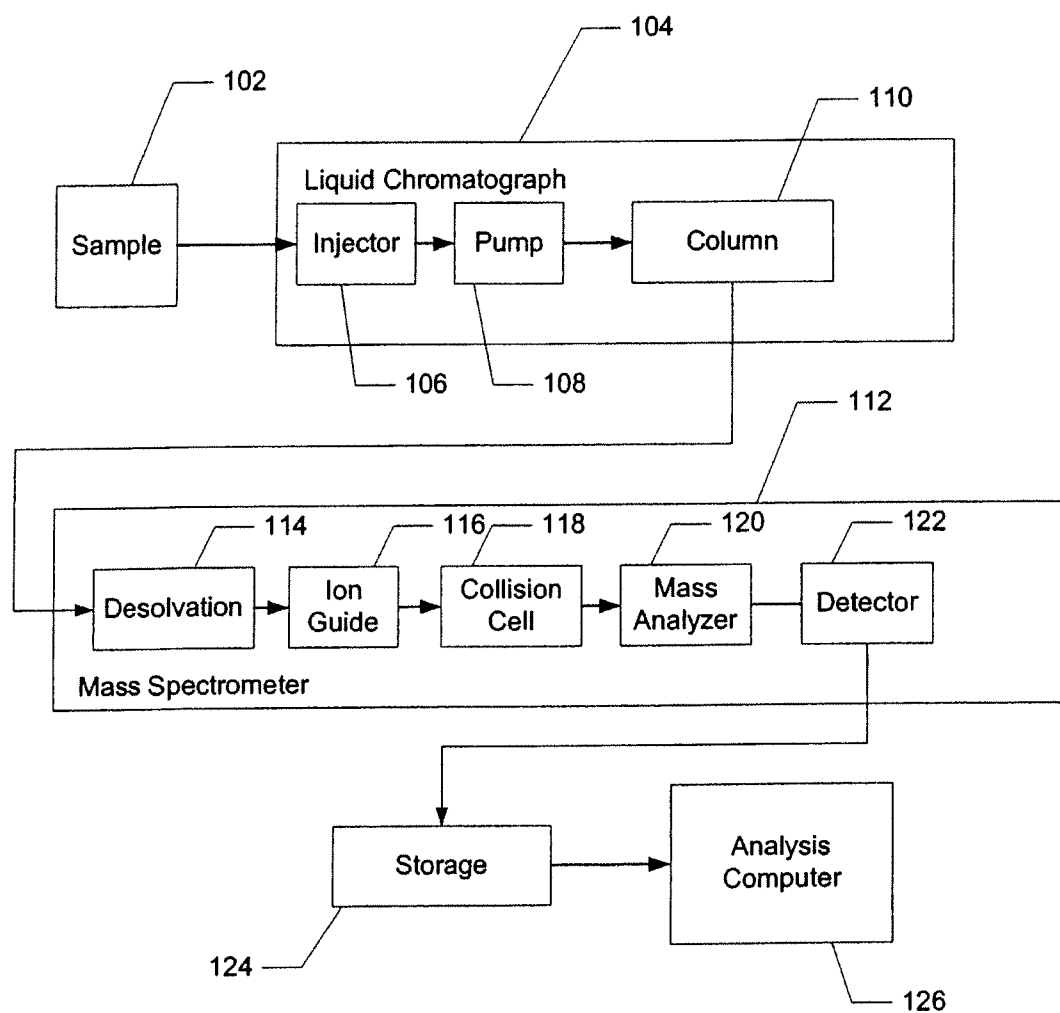 104
102
110
Liquid Chromatograph
Sample
Injector
Pump
Column
106
108
112
114
116
118
120
122
Desolvation
Ion
Guide
Collision
Cell
Mass
Analyzer
Detector
Mass Spectrometer
Storage
Analysis
Computer
124
126